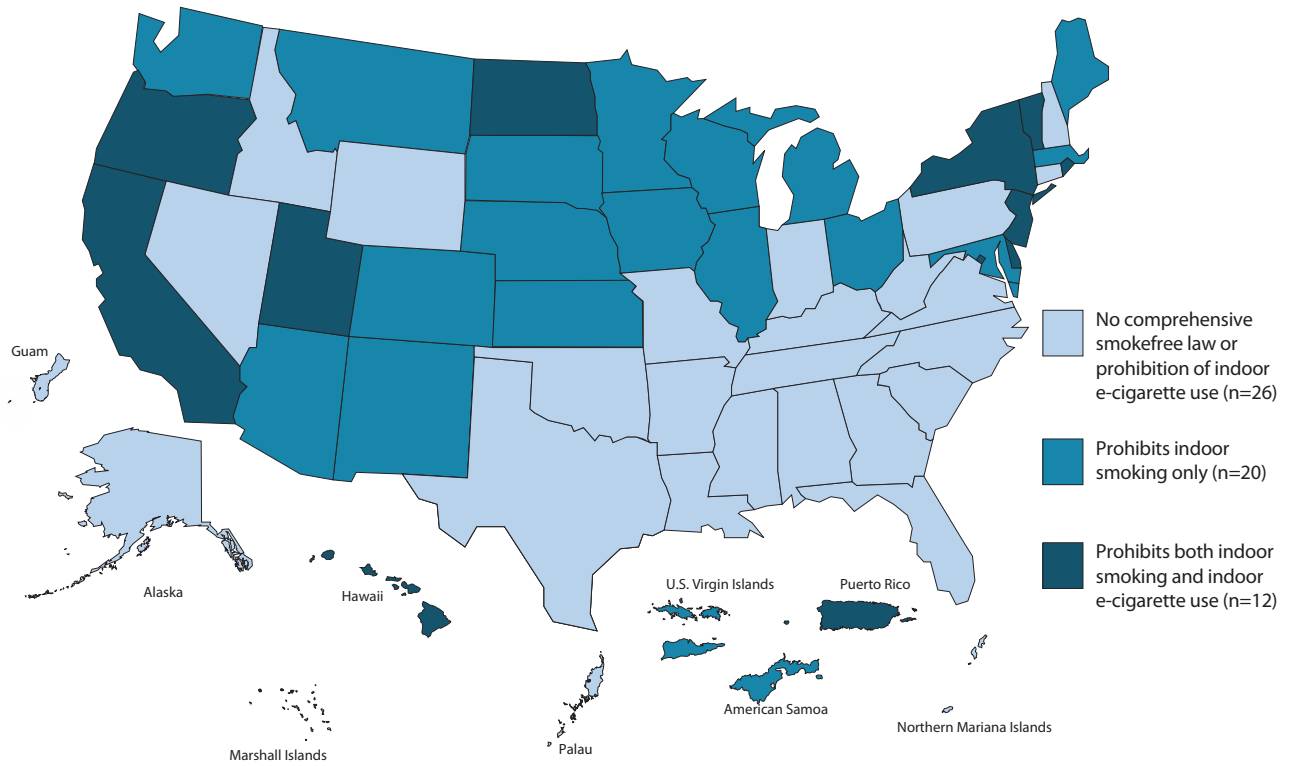 Guam
Alaska
Hawaii
Marshall Islands
Palau
U.S. Virgin Islands
Puerto Rico
American Samoa
Northern Mariana Islands
No comprehensive
smokefree law or
prohibition of indoor
e-cigarette use (n=26)
Prohibits indoor
smoking only (n=20)
Prohibits both indoor
smoking and indoor
e-cigarette use (n=12)